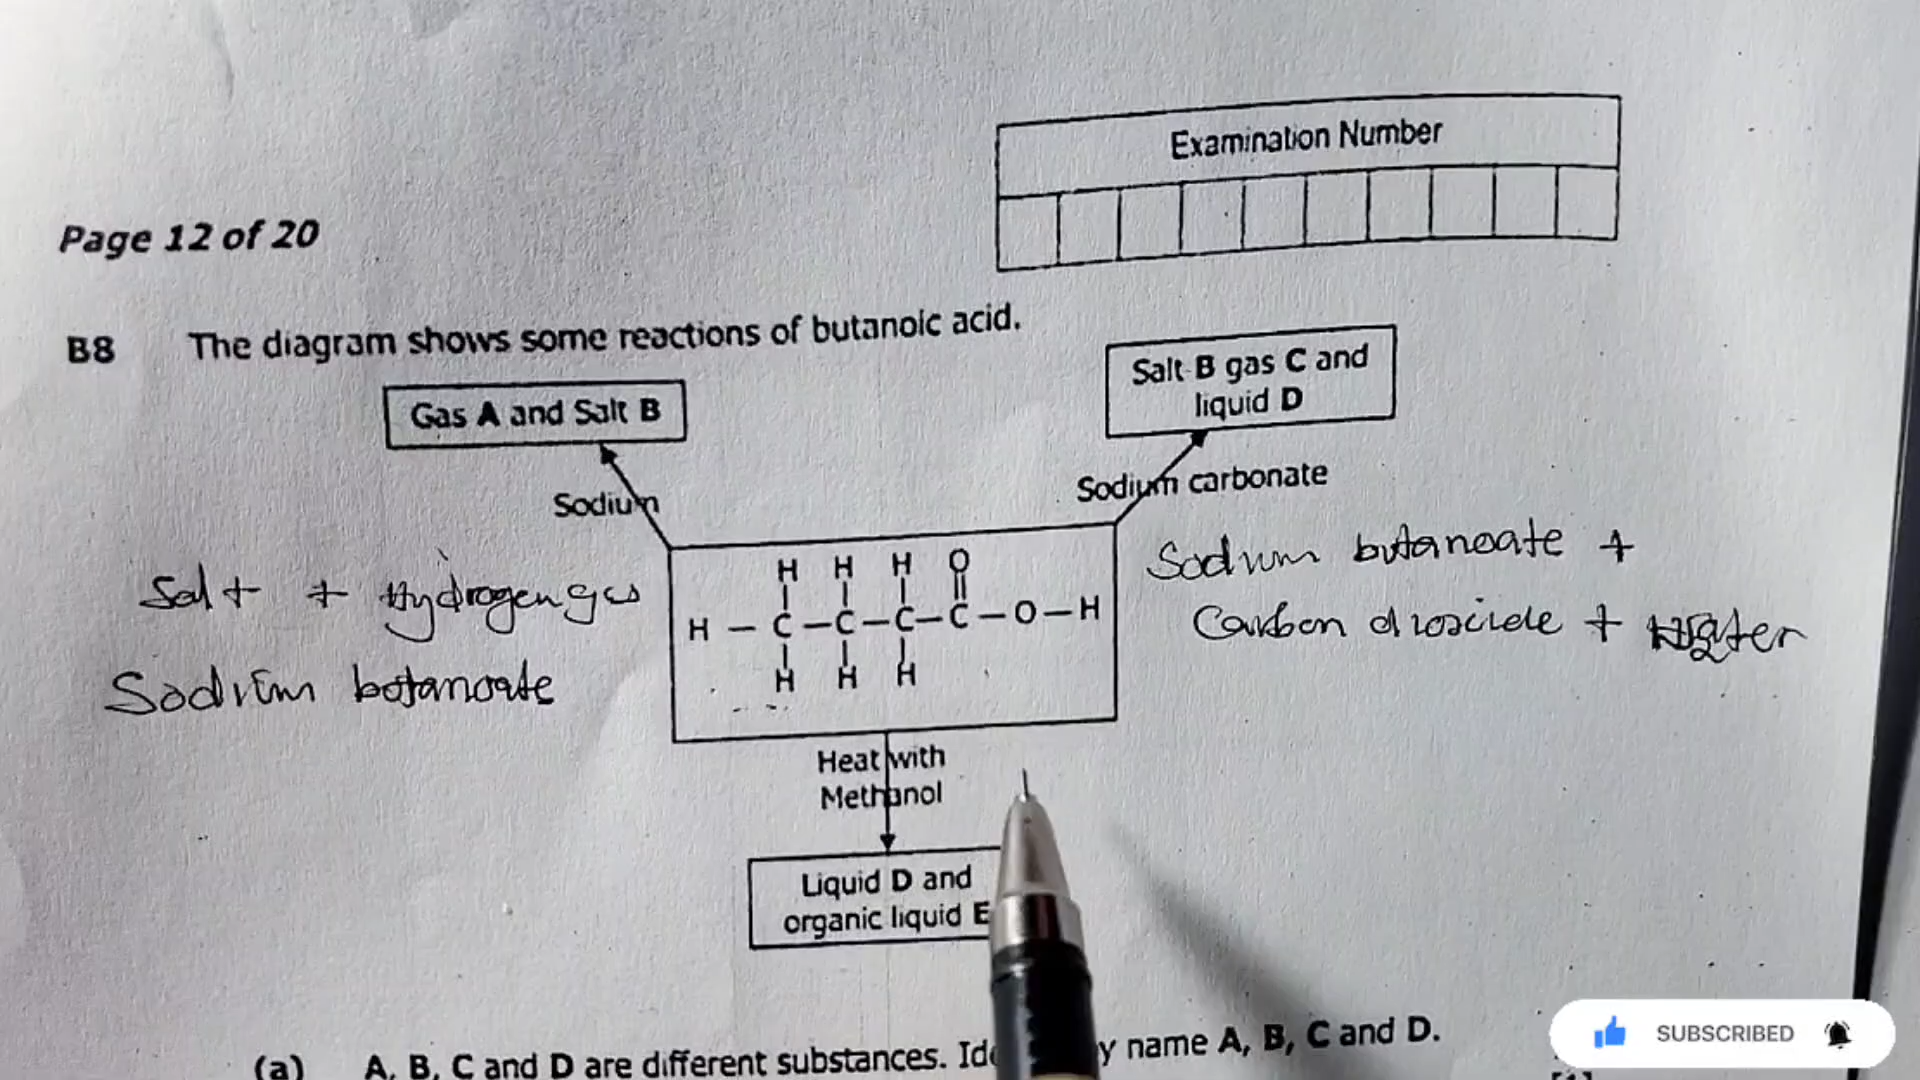 Examination Number
Page 12 of 20
B8 The diagram shows some reactions of butanoic acid.
Gas A and Salt B
Salt B gas C and
liquid D
Sodium
Sodium carbonate
Salt + Hydrogen gas
Sodium butanoate
H H H O
H – C – C – C – C – O – H
H H H
Sodium butanoate +
Carbon dioxide + Water
Heat with
Methanol
Liquid D and
organic liquid E
(a) A, B, C and D are different substances. y name A, B, C and D.
SUBSCRIBED